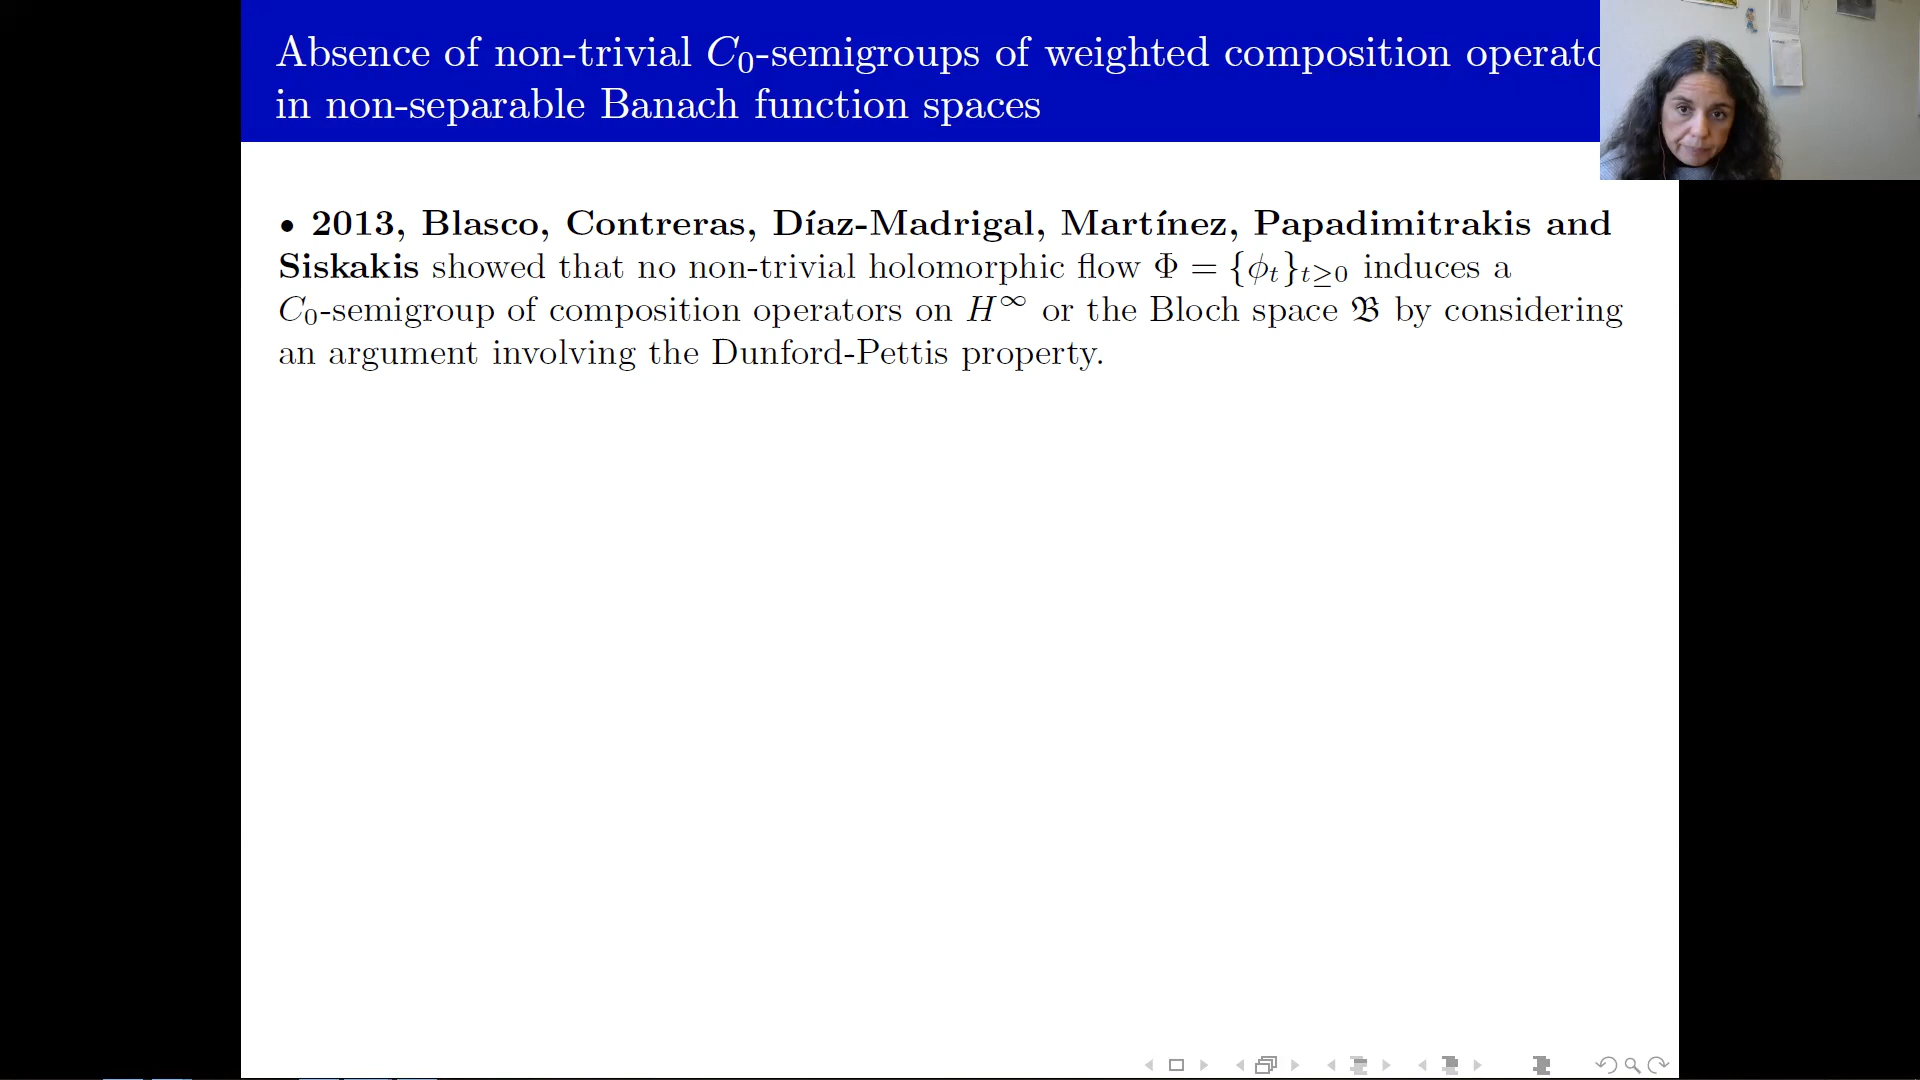 Absence of non-trivial C₀-semigroups of weighted composition operato
in non-separable Banach function spaces
• 2013, Blasco, Contreras, Díaz-Madrigal, Martínez, Papadimitrakis and
Siskakis showed that no non-trivial holomorphic flow Φ = {ϕₜ}ₜ≥₀ induces a
C₀-semigroup of composition operators on H^∞ or the Bloch space 𝔅 by considering
an argument involving the Dunford-Pettis property.